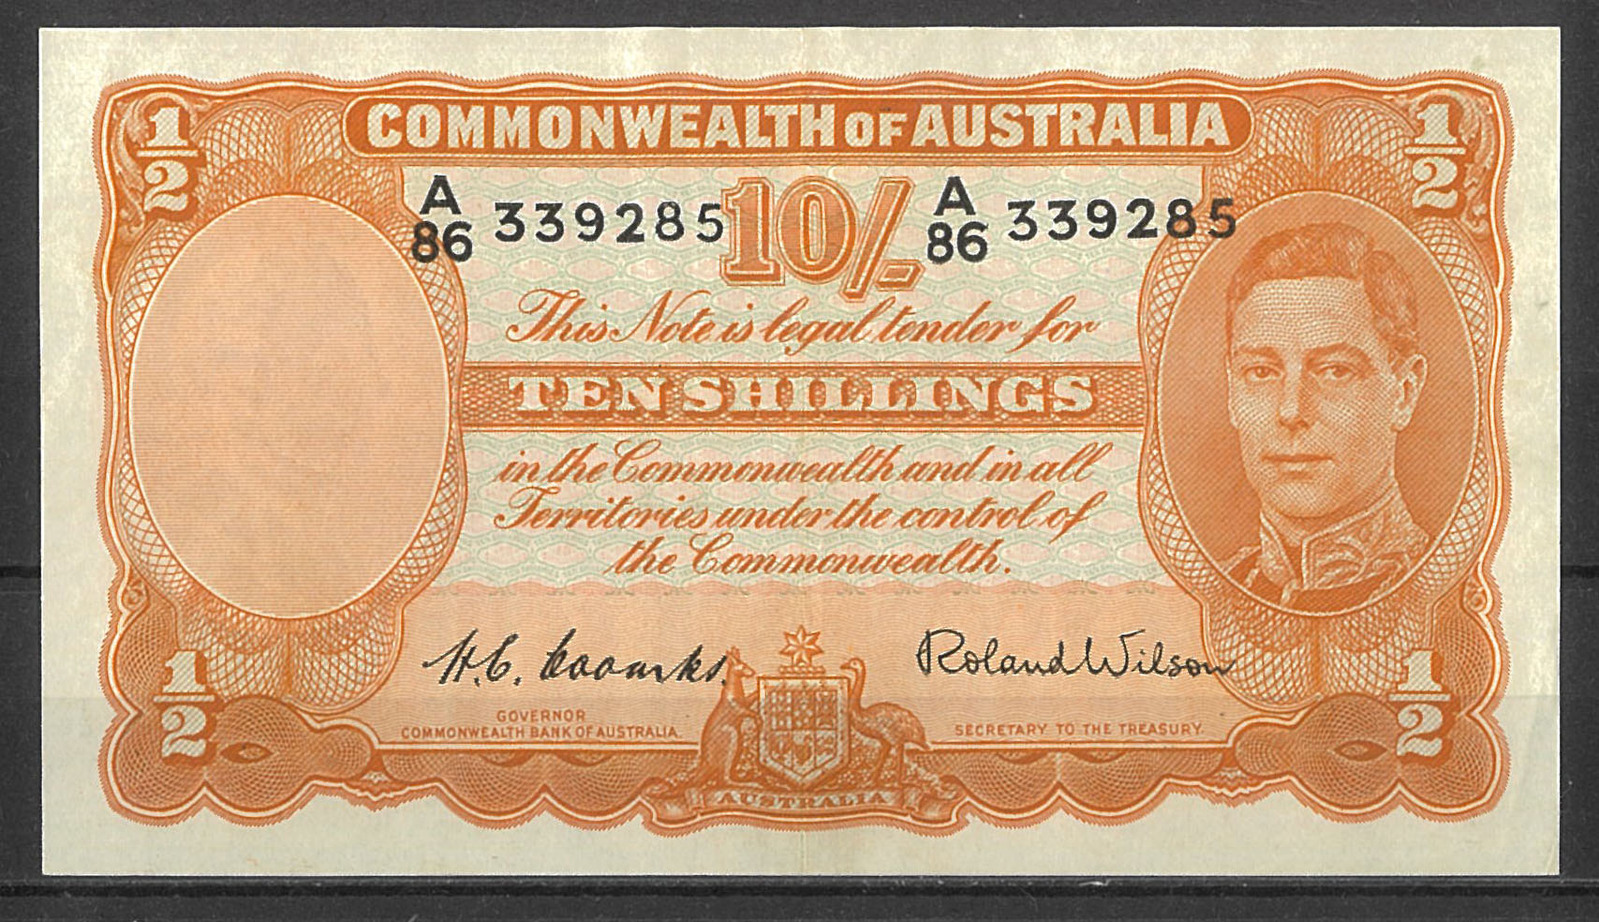 1/2 COMMONWEALTH OF AUSTRALIA 1/2
A/86 339285 10/- A/86 339285
This Note is legal tender for
TEN SHILLINGS
in the Commonwealth and in all
Territories under the control of
the Commonwealth.
H.C. Coombs. Roland Wilson
1/2 1/2
GOVERNOR
COMMONWEALTH BANK OF AUSTRALIA. SECRETARY TO THE TREASURY.
AUSTRALIA